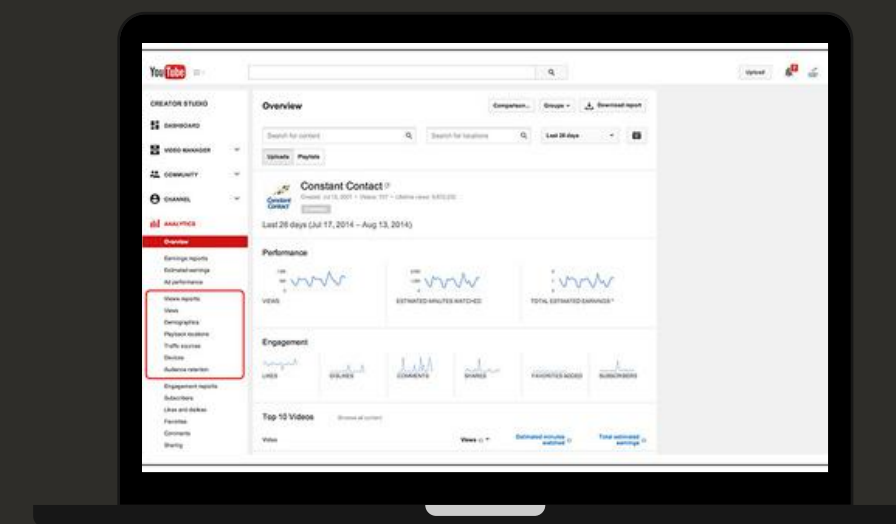 YouTube
Upload
CREATOR STUDIO
DASHBOARD
VIDEO MANAGER
COMMUNITY
CHANNEL
ANALYTICS
Overview
Earnings reports
Estimated earnings
Ad performance
Views reports
Views
Demographics
Playback locations
Traffic sources
Devices
Audience retention
Engagement reports
Subscribers
Likes and dislikes
Favorites
Comments
Sharing
Overview
Comparison...
Groups
Download report
Search for content
Search for locations
Last 28 days
Uploads
Playlists
Constant Contact
Constant Contact
Last 28 days (Jul 17, 2014 – Aug 13, 2014)
Performance
VIEWS
ESTIMATED MINUTES WATCHED
TOTAL ESTIMATED EARNINGS
Engagement
LIKES
DISLIKES
COMMENTS
SHARES
FAVORITES ADDED
SUBSCRIBERS
Top 10 Videos
Browse all content
Video
Views
Estimated minutes watched
Total estimated earnings